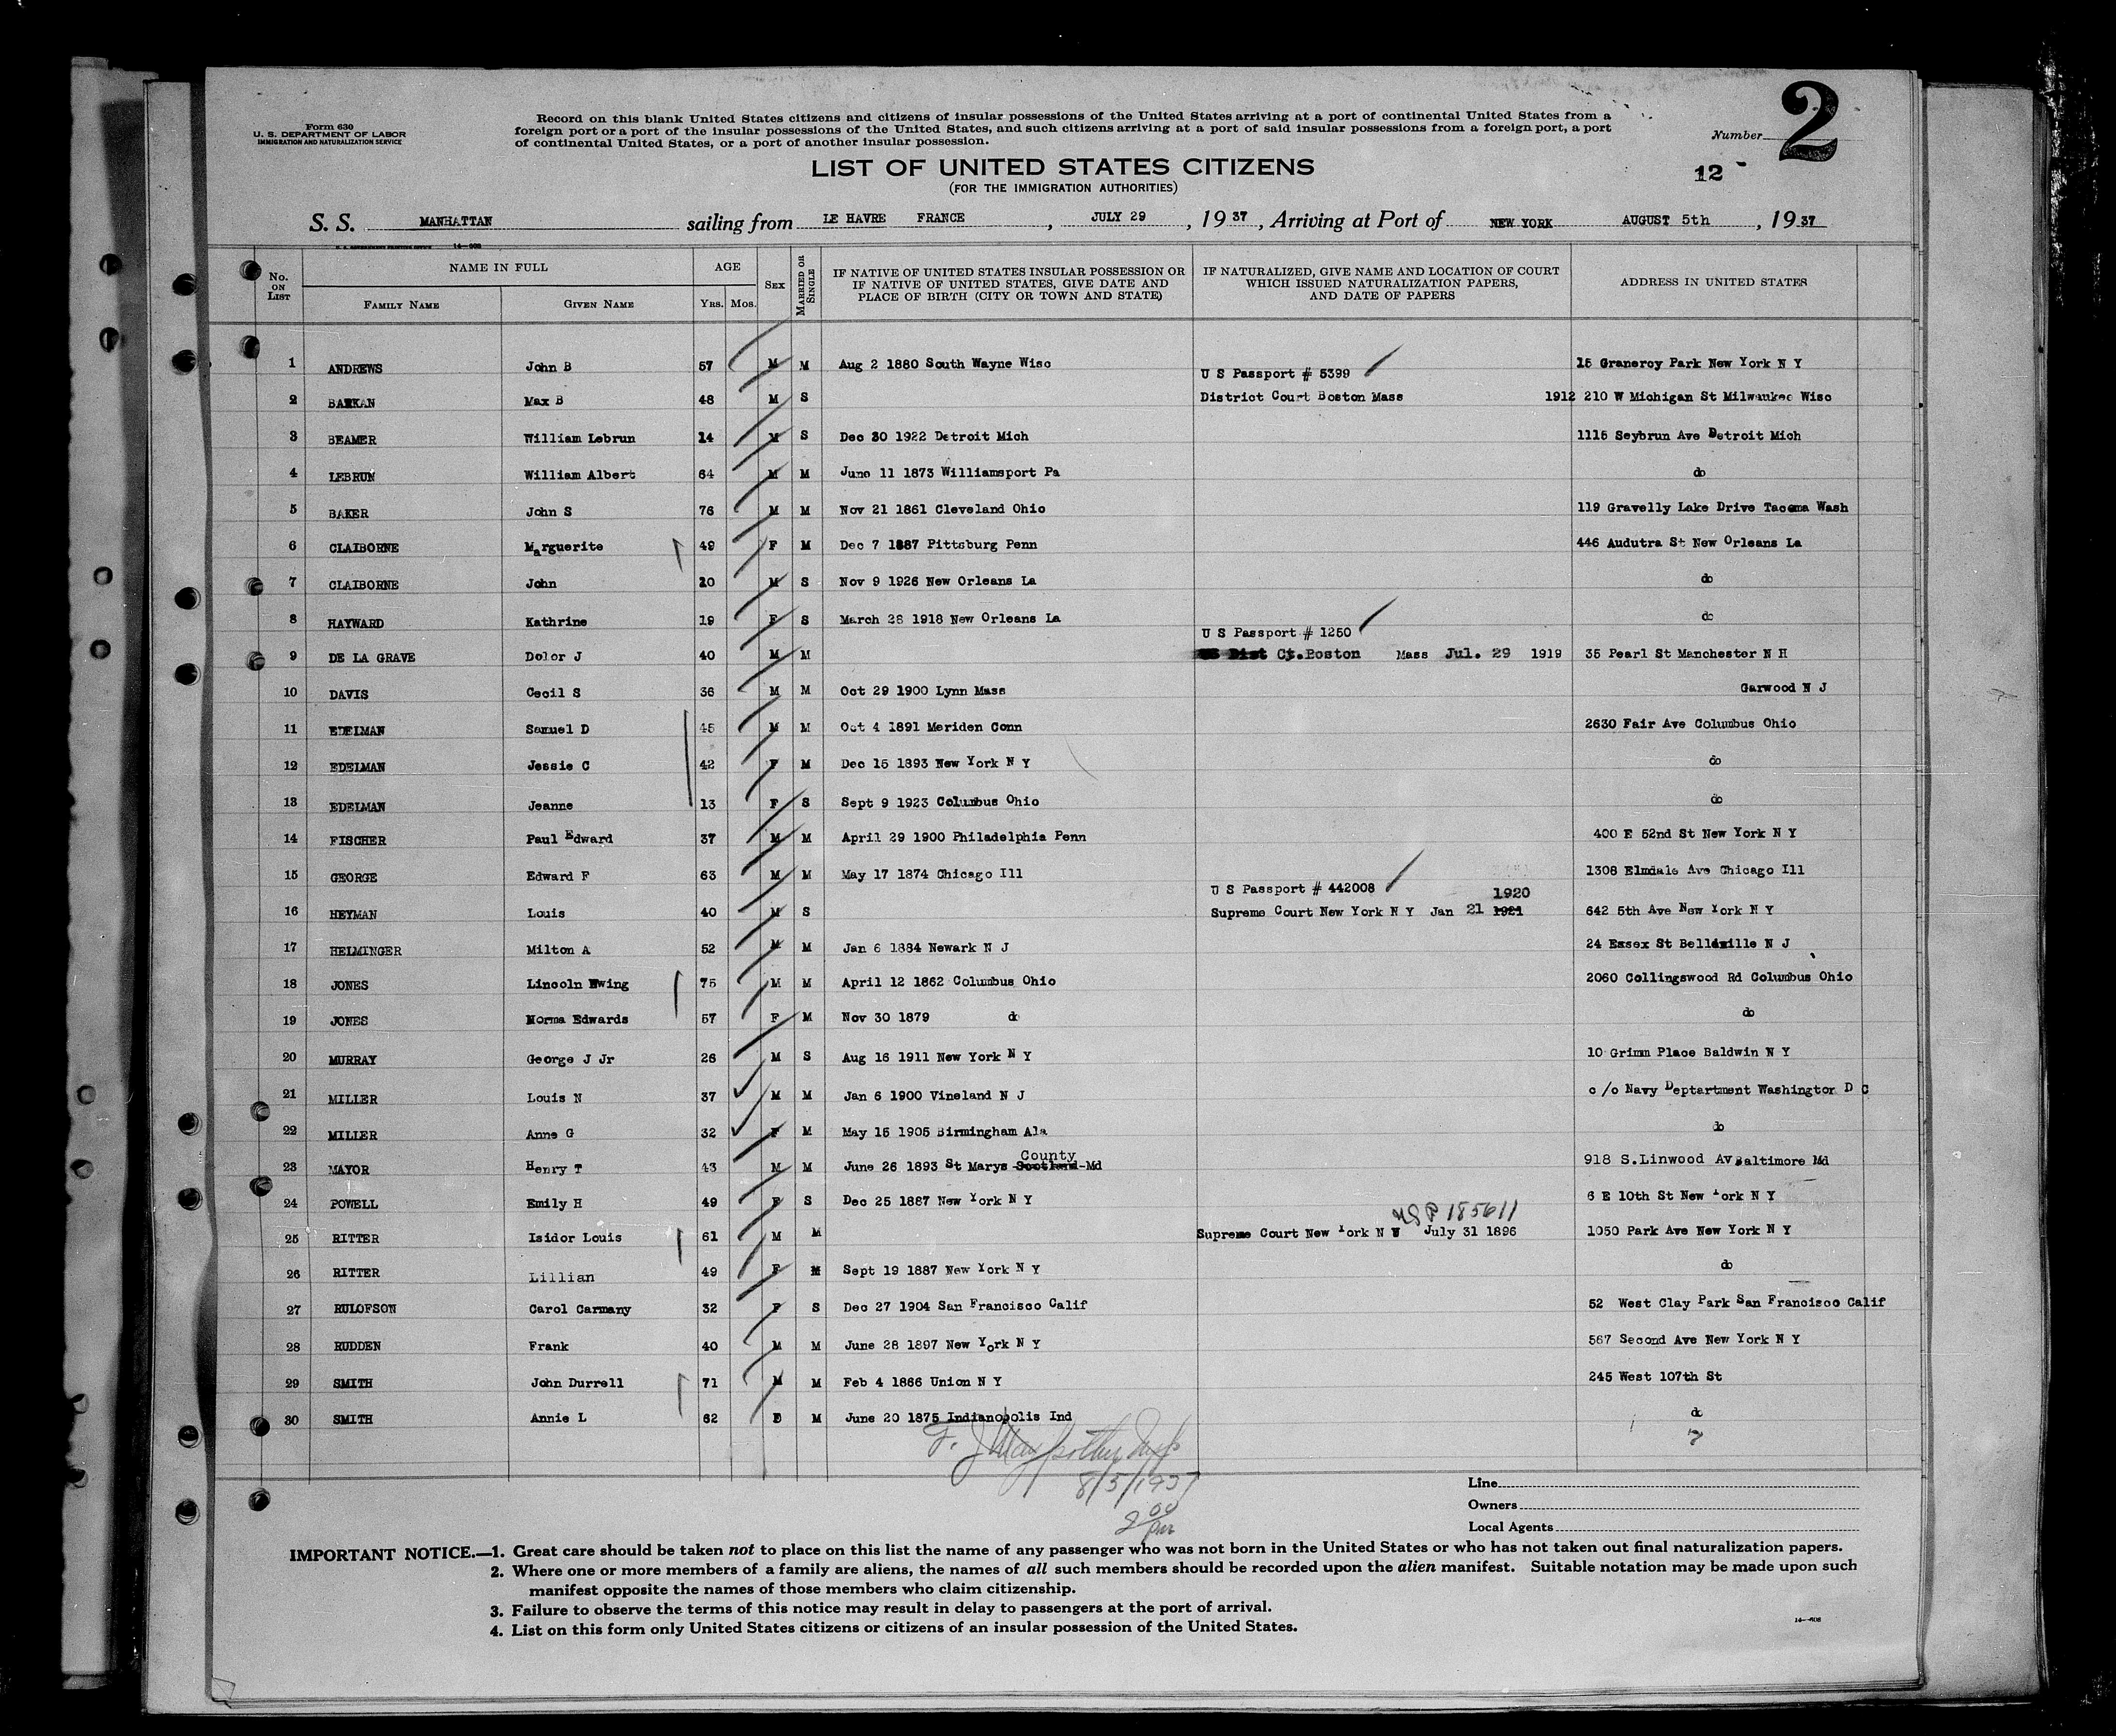 Form 630
U. S. DEPARTMENT OF LABOR
IMMIGRATION AND NATURALIZATION SERVICE
Record on this blank United States citizens and citizens of insular possessions of the United States arriving at a port of continental United States from a
foreign port or a port of the insular possessions of the United States, and such citizens arriving at a port of said insular possessions from a foreign port, a port
of continental United States, or a port of another insular possession.
Number 2
12
LIST OF UNITED STATES CITIZENS
(FOR THE IMMIGRATION AUTHORITIES)
S. S. MANHATTAN sailing from LE HAVRE FRANCE, JULY 29, 1937, Arriving at Port of NEW YORK AUGUST 5th, 1937
U. S. GOVERNMENT PRINTING OFFICE 14—608
No. ON LIST
NAME IN FULL
FAMILY NAME GIVEN NAME
AGE
YRS. MOS.
SEX
MARRIED OR SINGLE
IF NATIVE OF UNITED STATES INSULAR POSSESSION OR
IF NATIVE OF UNITED STATES, GIVE DATE AND
PLACE OF BIRTH (CITY OR TOWN AND STATE)
IF NATURALIZED, GIVE NAME AND LOCATION OF COURT
WHICH ISSUED NATURALIZATION PAPERS,
AND DATE OF PAPERS
ADDRESS IN UNITED STATES
1 ANDREWS John B 57 M M Aug 2 1880 South Wayne Wisc 15 Gramercy Park New York N Y
U S Passport # 5399
2 BARKAN Max B 48 M S District Court Boston Mass 1912 210 W Michigan St Milwaukee Wisc
3 BEAMER William Lebrun 14 M S Dec 30 1922 Detroit Mich 1115 Seybrun Ave Detroit Mich
4 LEBRUN William Albert 64 M M June 11 1873 Williamsport Pa do
5 BAKER John S 76 M M Nov 21 1861 Cleveland Ohio 119 Gravelly Lake Drive Tacoma Wash
6 CLAIBORNE Marguerite 49 F M Dec 7 1887 Pittsburg Penn 446 Audutra St New Orleans La
7 CLAIBORNE John 10 M S Nov 9 1926 New Orleans La do
8 HAYWARD Kathrine 19 F S March 28 1918 New Orleans La do
U S Passport # 1250
9 DE LA GRAVE Dolor J 40 M M US Dist Ct. Boston Mass Jul. 29 1919 35 Pearl St Manchester N H
10 DAVIS Cecil S 36 M M Oct 29 1900 Lynn Mass Garwood N J
11 EDELMAN Samuel D 45 M M Oct 4 1891 Meriden Conn 2630 Fair Ave Columbus Ohio
12 EDELMAN Jessie C 42 F M Dec 15 1893 New York N Y do
13 EDELMAN Jeanne 13 F S Sept 9 1923 Columbus Ohio do
14 FISCHER Paul Edward 37 M M April 29 1900 Philadelphia Penn 400 E 52nd St New York N Y
15 GEORGE Edward F 63 M M May 17 1874 Chicago Ill 1308 Elmdale Ave Chicago Ill
U S Passport # 442008 1920
16 HEYMAN Louis 40 M S Supreme Court New York N Y Jan 21 1921 642 5th Ave New York N Y
17 HELMINGER Milton A 52 M M Jan 6 1884 Newark N J 24 Essex St Belleville N J
18 JONES Lincoln Ewing 75 M M April 12 1862 Columbus Ohio 2060 Collingswood Rd Columbus Ohio
19 JONES Norma Edwards 57 F M Nov 30 1879 do do
20 MURRAY George J Jr 26 M S Aug 16 1911 New York N Y 10 Grimm Place Baldwin N Y
21 MILLER Louis N 37 M M Jan 6 1900 Vineland N J c /o Navy Deptartment Washington D C
22 MILLER Anne G 32 F M May 15 1905 Birmingham Ala do
County
23 MAYOR Henry T 43 M M June 26 1893 St Marys Scotland-Md 918 S.Linwood Av Baltimore Md
24 POWELL Emily H 49 F S Dec 25 1887 New York N Y 6 E 10th St New York N Y
USP 185611
25 RITTER Isidor Louis 61 M M Supreme Court New York N Y July 31 1896 1050 Park Ave New York N Y
26 RITTER Lillian 49 F M Sept 19 1887 New York N Y do
27 RULOFSON Carol Carmany 32 F S Dec 27 1904 San Francisco Calif 52 West Clay Park San Francisco Calif
28 RUDDEN Frank 40 M M June 28 1897 New York N Y 567 Second Ave New York N Y
29 SMITH John Durrell 71 M M Feb 4 1866 Union N Y 245 West 107th St
30 SMITH Annie L 62 M June 20 1875 Indianopolis Ind do
8/5/1937
2 00 pm
Line
Owners
Local Agents
IMPORTANT NOTICE.—1. Great care should be taken not to place on this list the name of any passenger who was not born in the United States or who has not taken out final naturalization papers.
2. Where one or more members of a family are aliens, the names of all such members should be recorded upon the alien manifest. Suitable notation may be made upon such
manifest opposite the names of those members who claim citizenship.
3. Failure to observe the terms of this notice may result in delay to passengers at the port of arrival.
4. List on this form only United States citizens or citizens of an insular possession of the United States.
14—608